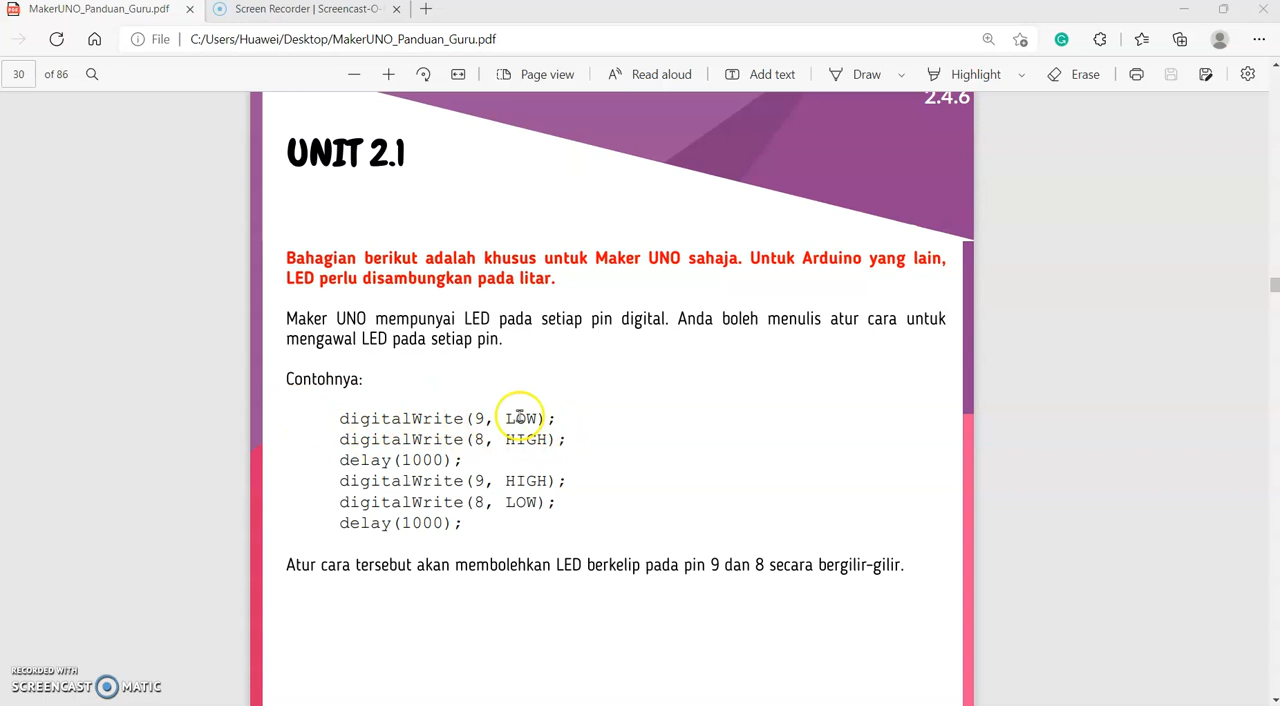 MakerUNO_Panduan_Guru.pdf
Screen Recorder | Screencast-O-
File
C:/Users/Huawei/Desktop/MakerUNO_Panduan_Guru.pdf
30 of 86
Page view
Read aloud
Add text
Draw
Highlight
Erase
2.4.6
UNIT 2.1
Bahagian berikut adalah khusus untuk Maker UNO sahaja. Untuk Arduino yang lain,
LED perlu disambungkan pada litar.
Maker UNO mempunyai LED pada setiap pin digital. Anda boleh menulis atur cara untuk
mengawal LED pada setiap pin.
Contohnya:
digitalWrite(9, LOW);
digitalWrite(8, HIGH);
delay(1000);
digitalWrite(9, HIGH);
digitalWrite(8, LOW);
delay(1000);
Atur cara tersebut akan membolehkan LED berkelip pada pin 9 dan 8 secara bergilir-gilir.
RECORDED WITH
SCREENCAST MATIC